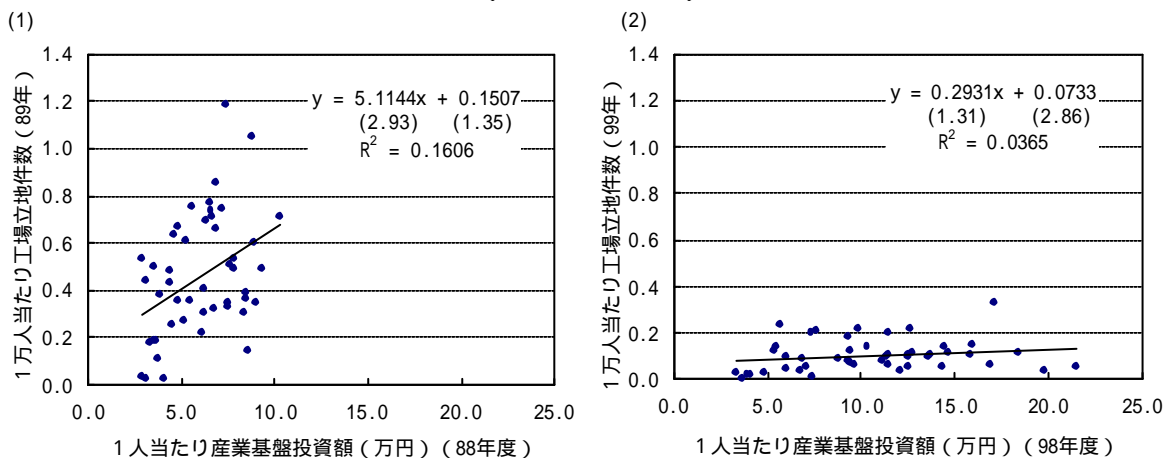 (1)
1万人当たり工場立地件数(89年)
1.4
1.2
1.0
0.8
0.6
0.4
0.2
0.0
y = 5.1144x + 0.1507
(2.93) (1.35)
R² = 0.1606
0.0 5.0 10.0 15.0 20.0 25.0
1人当たり産業基盤投資額(万円)(88年度)
(2)
1万人当たり工場立地件数(99年)
1.4
1.2
1.0
0.8
0.6
0.4
0.2
0.0
y = 0.2931x + 0.0733
(1.31) (2.86)
R² = 0.0365
0.0 5.0 10.0 15.0 20.0 25.0
1人当たり産業基盤投資額(万円)(98年度)